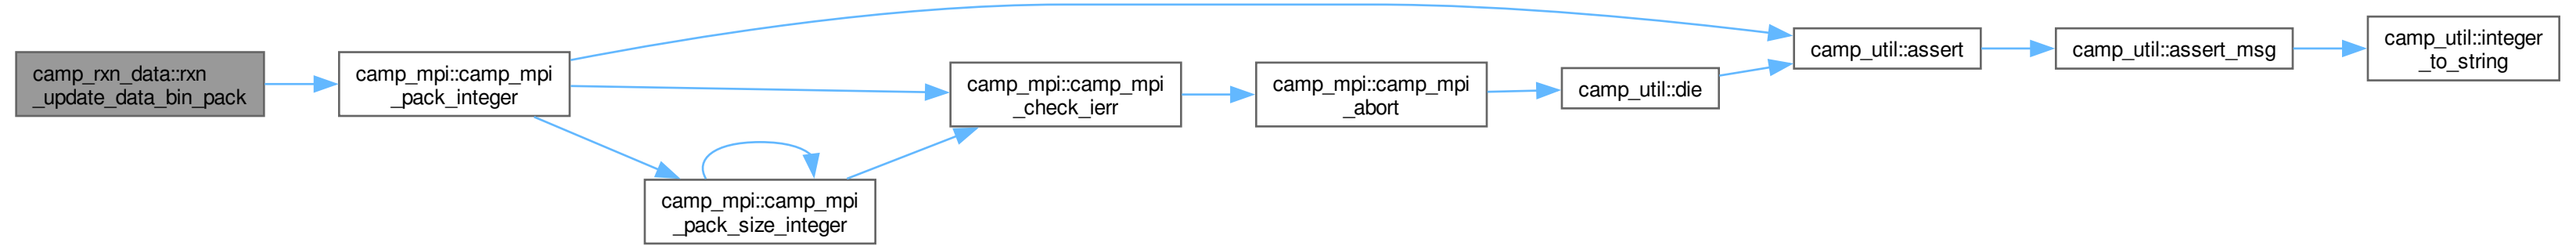 camp_rxn_data::rxn
_update_data_bin_pack
camp_mpi::camp_mpi
_pack_integer
camp_mpi::camp_mpi
_pack_size_integer
camp_mpi::camp_mpi
_check_ierr
camp_mpi::camp_mpi
_abort
camp_util::die
camp_util::assert
camp_util::assert_msg
camp_util::integer
_to_string